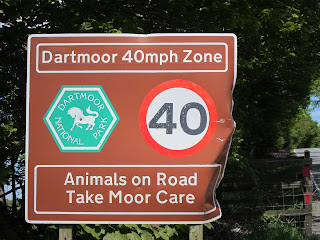 Dartmoor 40mph Zone
DARTMOOR
NATIONAL PARK
40
Animals on Road
Take Moor Care